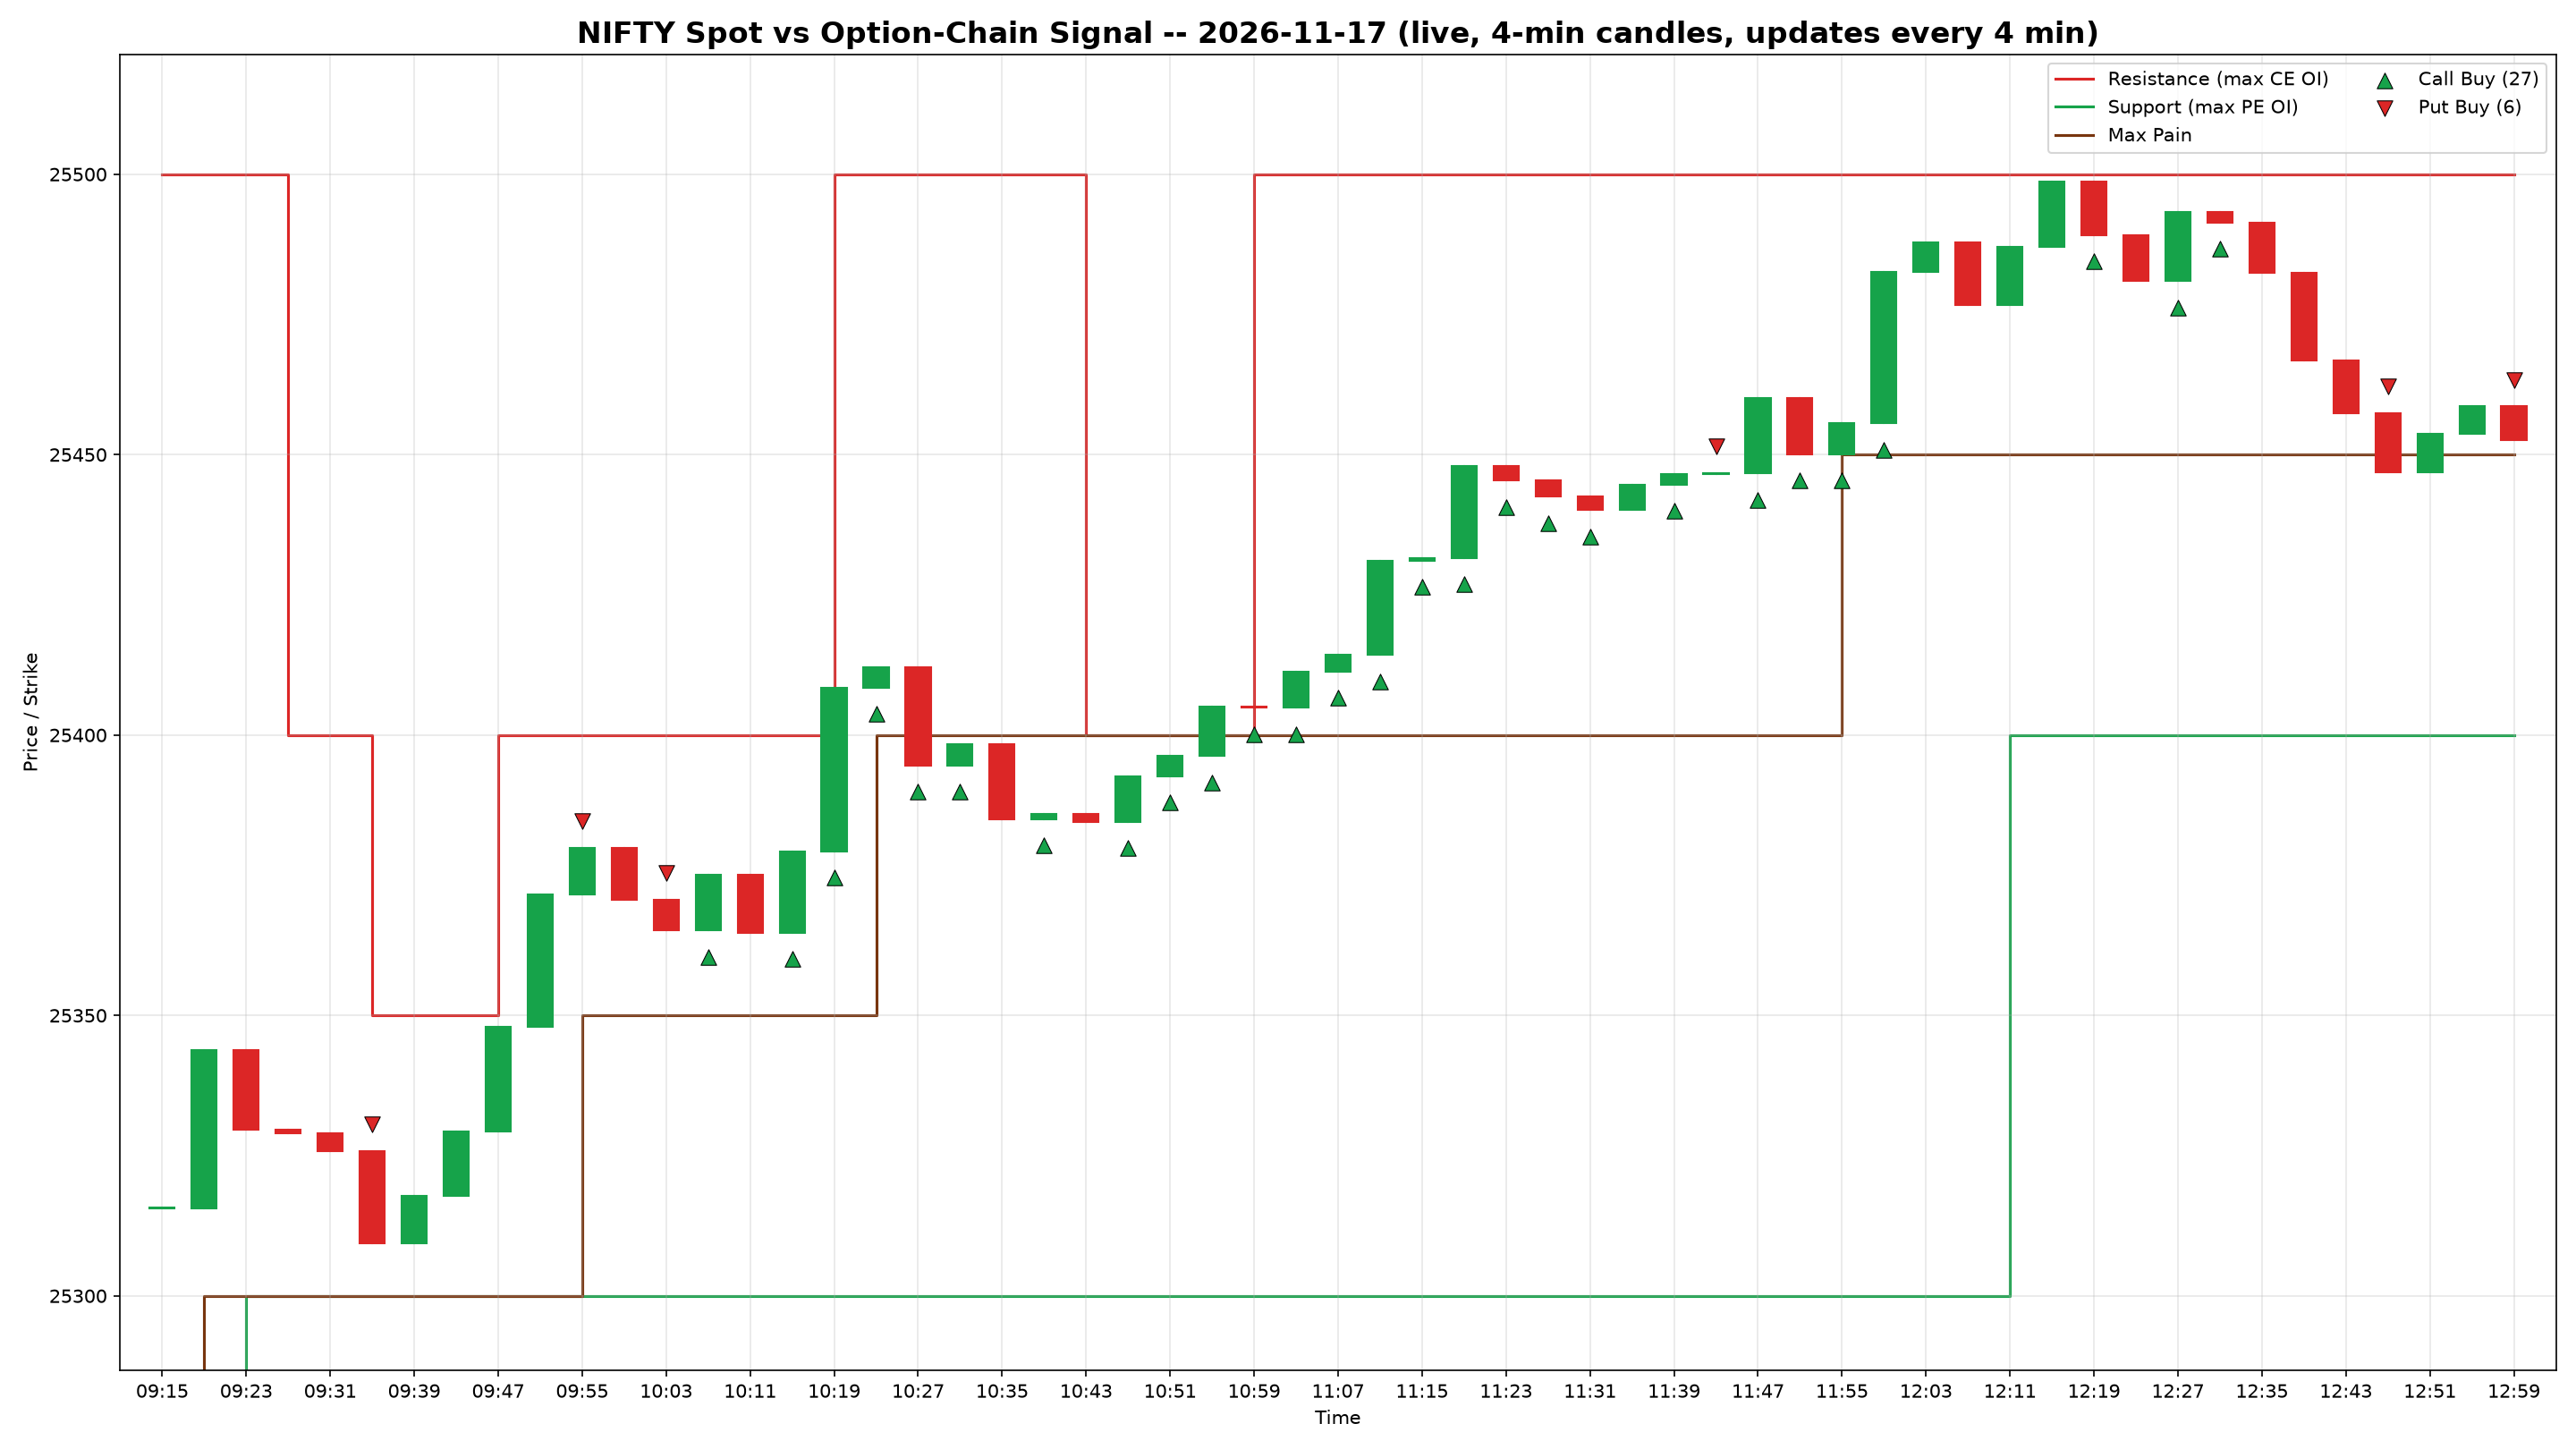 NIFTY Spot vs Option-Chain Signal -- 2026-11-17 (live, 4-min candles, updates every 4 min)
Resistance (max CE OI)
Support (max PE OI)
Max Pain
Call Buy (27)
Put Buy (6)
Price / Strike
25500
25450
25400
25350
25300
09:15 09:23 09:31 09:39 09:47 09:55 10:03 10:11 10:19 10:27 10:35 10:43 10:51 10:59 11:07 11:15 11:23 11:31 11:39 11:47 11:55 12:03 12:11 12:19 12:27 12:35 12:43 12:51 12:59
Time